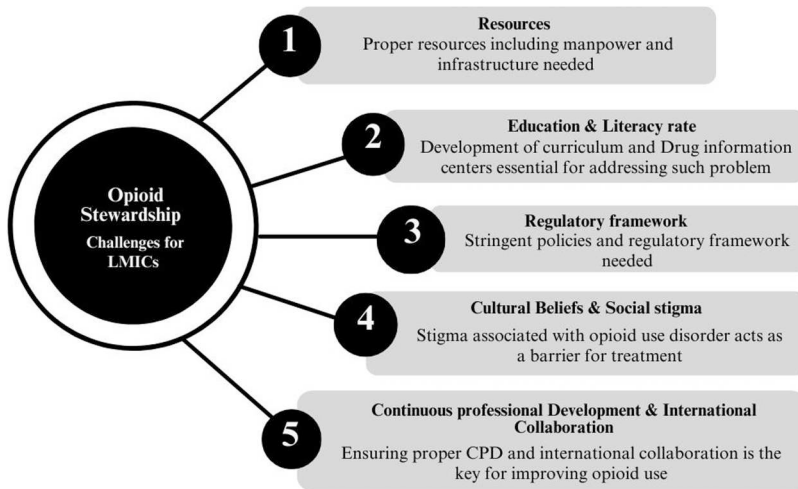 Opioid
Stewardship
Challenges for
LMICs
1
Resources
Proper resources including manpower and
infrastructure needed
2
Education & Literacy rate
Development of curriculum and Drug information
centers essential for addressing such problem
3
Regulatory framework
Stringent policies and regulatory framework
needed
4
Cultural Beliefs & Social stigma
Stigma associated with opioid use disorder acts as
a barrier for treatment
5
Continuous professional Development & International
Collaboration
Ensuring proper CPD and international collaboration is the
key for improving opioid use